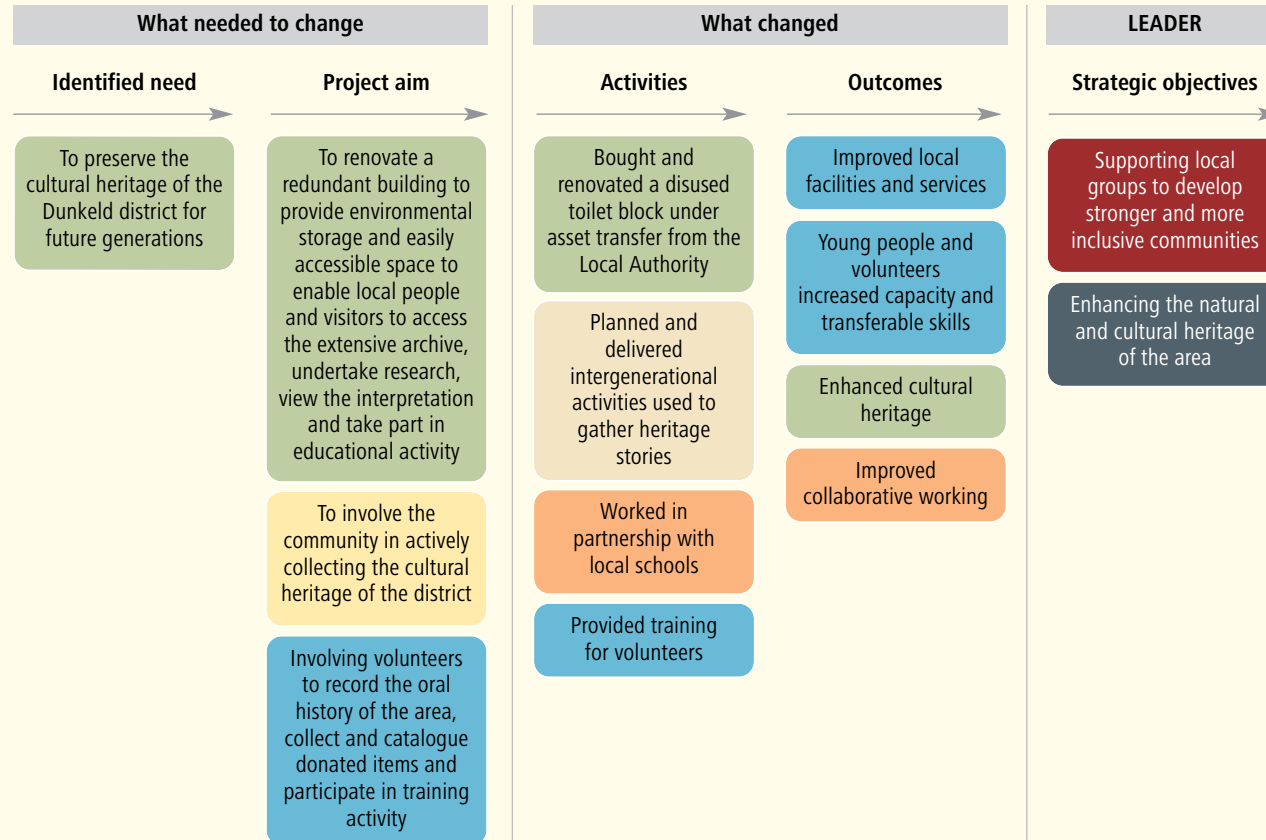 What needed to change
What changed
LEADER
Identified need
Project aim
Activities
Outcomes
Strategic objectives
To preserve the
cultural heritage of the
Dunkeld district for
future generations
To renovate a
redundant building to
provide environmental
storage and easily
accessible space to
enable local people
and visitors to access
the extensive archive,
undertake research,
view the interpretation
and take part in
educational activity
To involve the
community in actively
collecting the cultural
heritage of the district
Involving volunteers
to record the oral
history of the area,
collect and catalogue
donated items and
participate in training
activity
Bought and
renovated a disused
toilet block under
asset transfer from the
Local Authority
Planned and
delivered
intergenerational
activities used to
gather heritage
stories
Worked in
partnership with
local schools
Provided training
for volunteers
Improved local
facilities and services
Young people and
volunteers
increased capacity and
transferable skills
Enhanced cultural
heritage
Improved
collaborative working
Supporting local
groups to develop
stronger and more
inclusive communities
Enhancing the natural
and cultural heritage
of the area